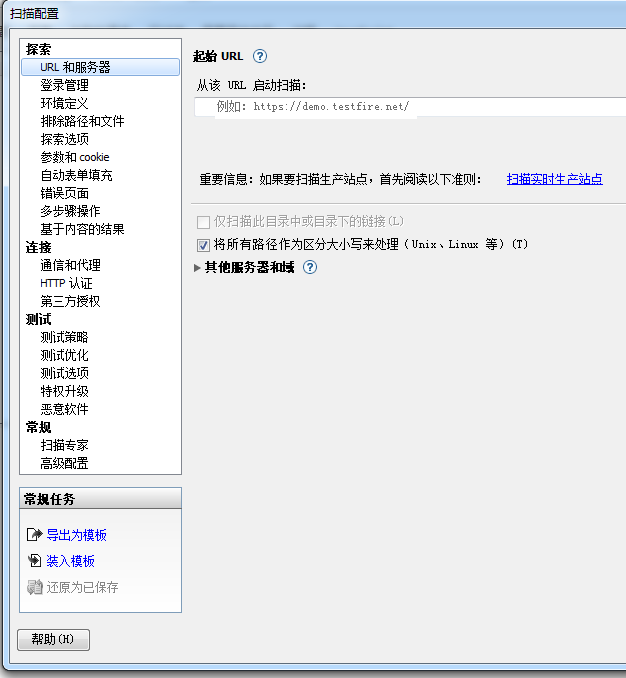 扫描配置
探索
URL 和服务器
登录管理
环境定义
排除路径和文件
探索选项
参数和 cookie
自动表单填充
错误页面
多步骤操作
基于内容的结果
连接
通信和代理
HTTP 认证
第三方授权
测试
测试策略
测试优化
测试选项
特权升级
恶意软件
常规
扫描专家
高级配置
常规任务
导出为模板
装入模板
还原为已保存
帮助(H)
起始 URL ?
从该 URL 启动扫描:
例如: https://demo.testfire.net/
重要信息: 如果要扫描生产站点, 首先阅读以下准则: 扫描实时生产站点
仅扫描此目录中或目录下的链接(L)
将所有路径作为区分大小写来处理 (Unix、Linux 等) (T)
其他服务器和域 ?